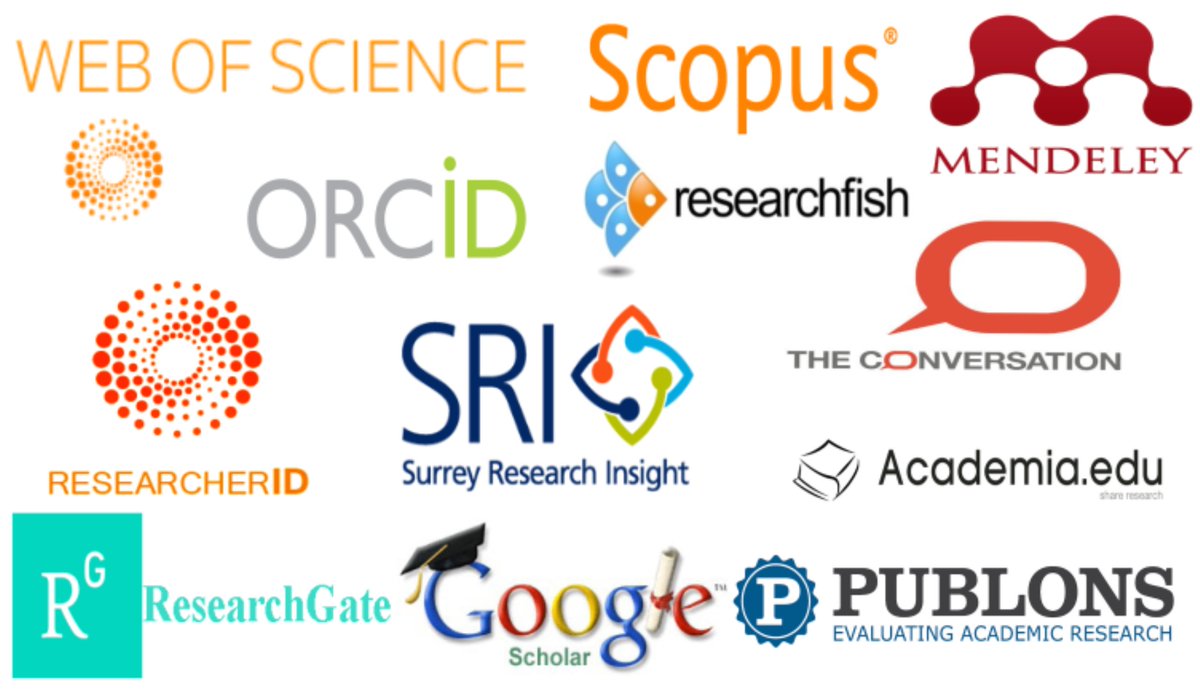 WEB OF SCIENCE
Scopus®
MENDELEY
ORCiD
researchfish
THE CONVERSATION
RESEARCHERID
SRI
Surrey Research Insight
Academia.edu
share research
RG
ResearchGate
Google™
Scholar
P
PUBLONS
EVALUATING ACADEMIC RESEARCH